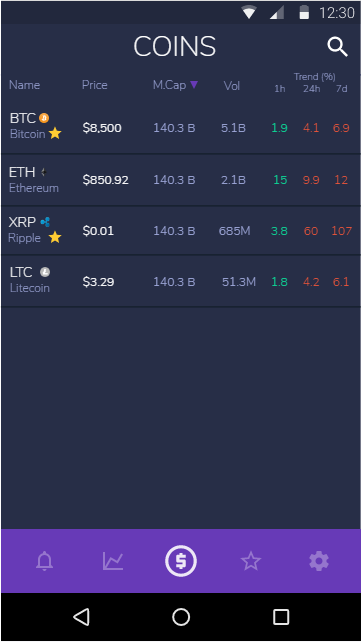 12:30
COINS
Name Price M.Cap Vol Trend (%)
1h 24h 7d
BTC
Bitcoin $8,500 140.3 B 5.1B 1.9 4.1 6.9
ETH
Ethereum $850.92 140.3 B 2.1B 15 9.9 12
XRP
Ripple $0.01 140.3 B 685M 3.8 60 107
LTC
Litecoin $3.29 140.3 B 51.3M 1.8 4.2 6.1